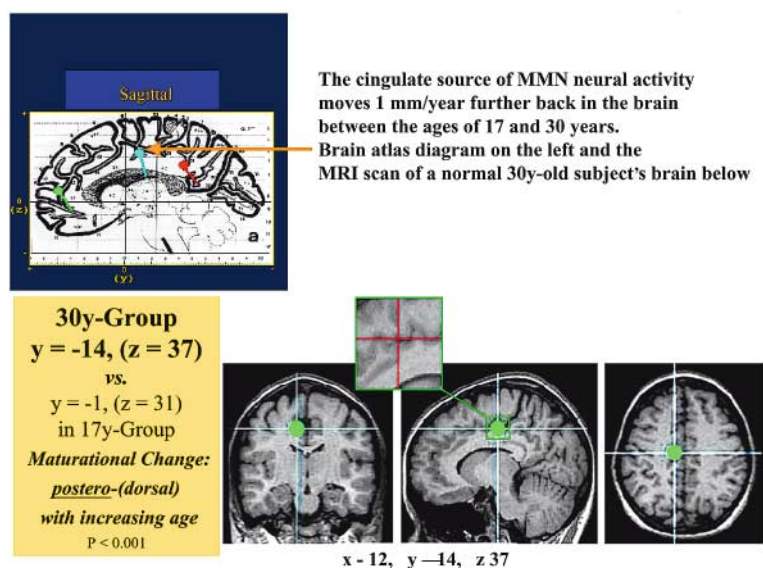 Sagittal
The cingulate source of MMN neural activity
moves 1 mm/year further back in the brain
between the ages of 17 and 30 years.
Brain atlas diagram on the left and the
MRI scan of a normal 30y-old subject's brain below
0
(z)
a
0
(y)
30y-Group
y = -14, (z = 37)
vs.
y = -1, (z = 31)
in 17y-Group
Maturational Change:
postero-(dorsal)
with increasing age
P < 0.001
x - 12, y —14, z 37